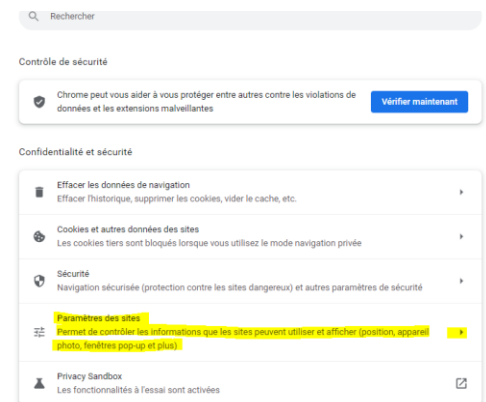 Rechercher
Contrôle de sécurité
Chrome peut vous aider à vous protéger entre autres contre les violations de
données et les extensions malveillantes
Vérifier maintenant
Confidentialité et sécurité
Effacer les données de navigation
Effacer l'historique, supprimer les cookies, vider le cache, etc.
Cookies et autres données des sites
Les cookies tiers sont bloqués lorsque vous utilisez le mode navigation privée
Sécurité
Navigation sécurisée (protection contre les sites dangereux) et autres paramètres de sécurité
Paramètres des sites
Permet de contrôler les informations que les sites peuvent utiliser et afficher (position, appareil
photo, fenêtres pop-up et plus)
Privacy Sandbox
Les fonctionnalités à l'essai sont activées